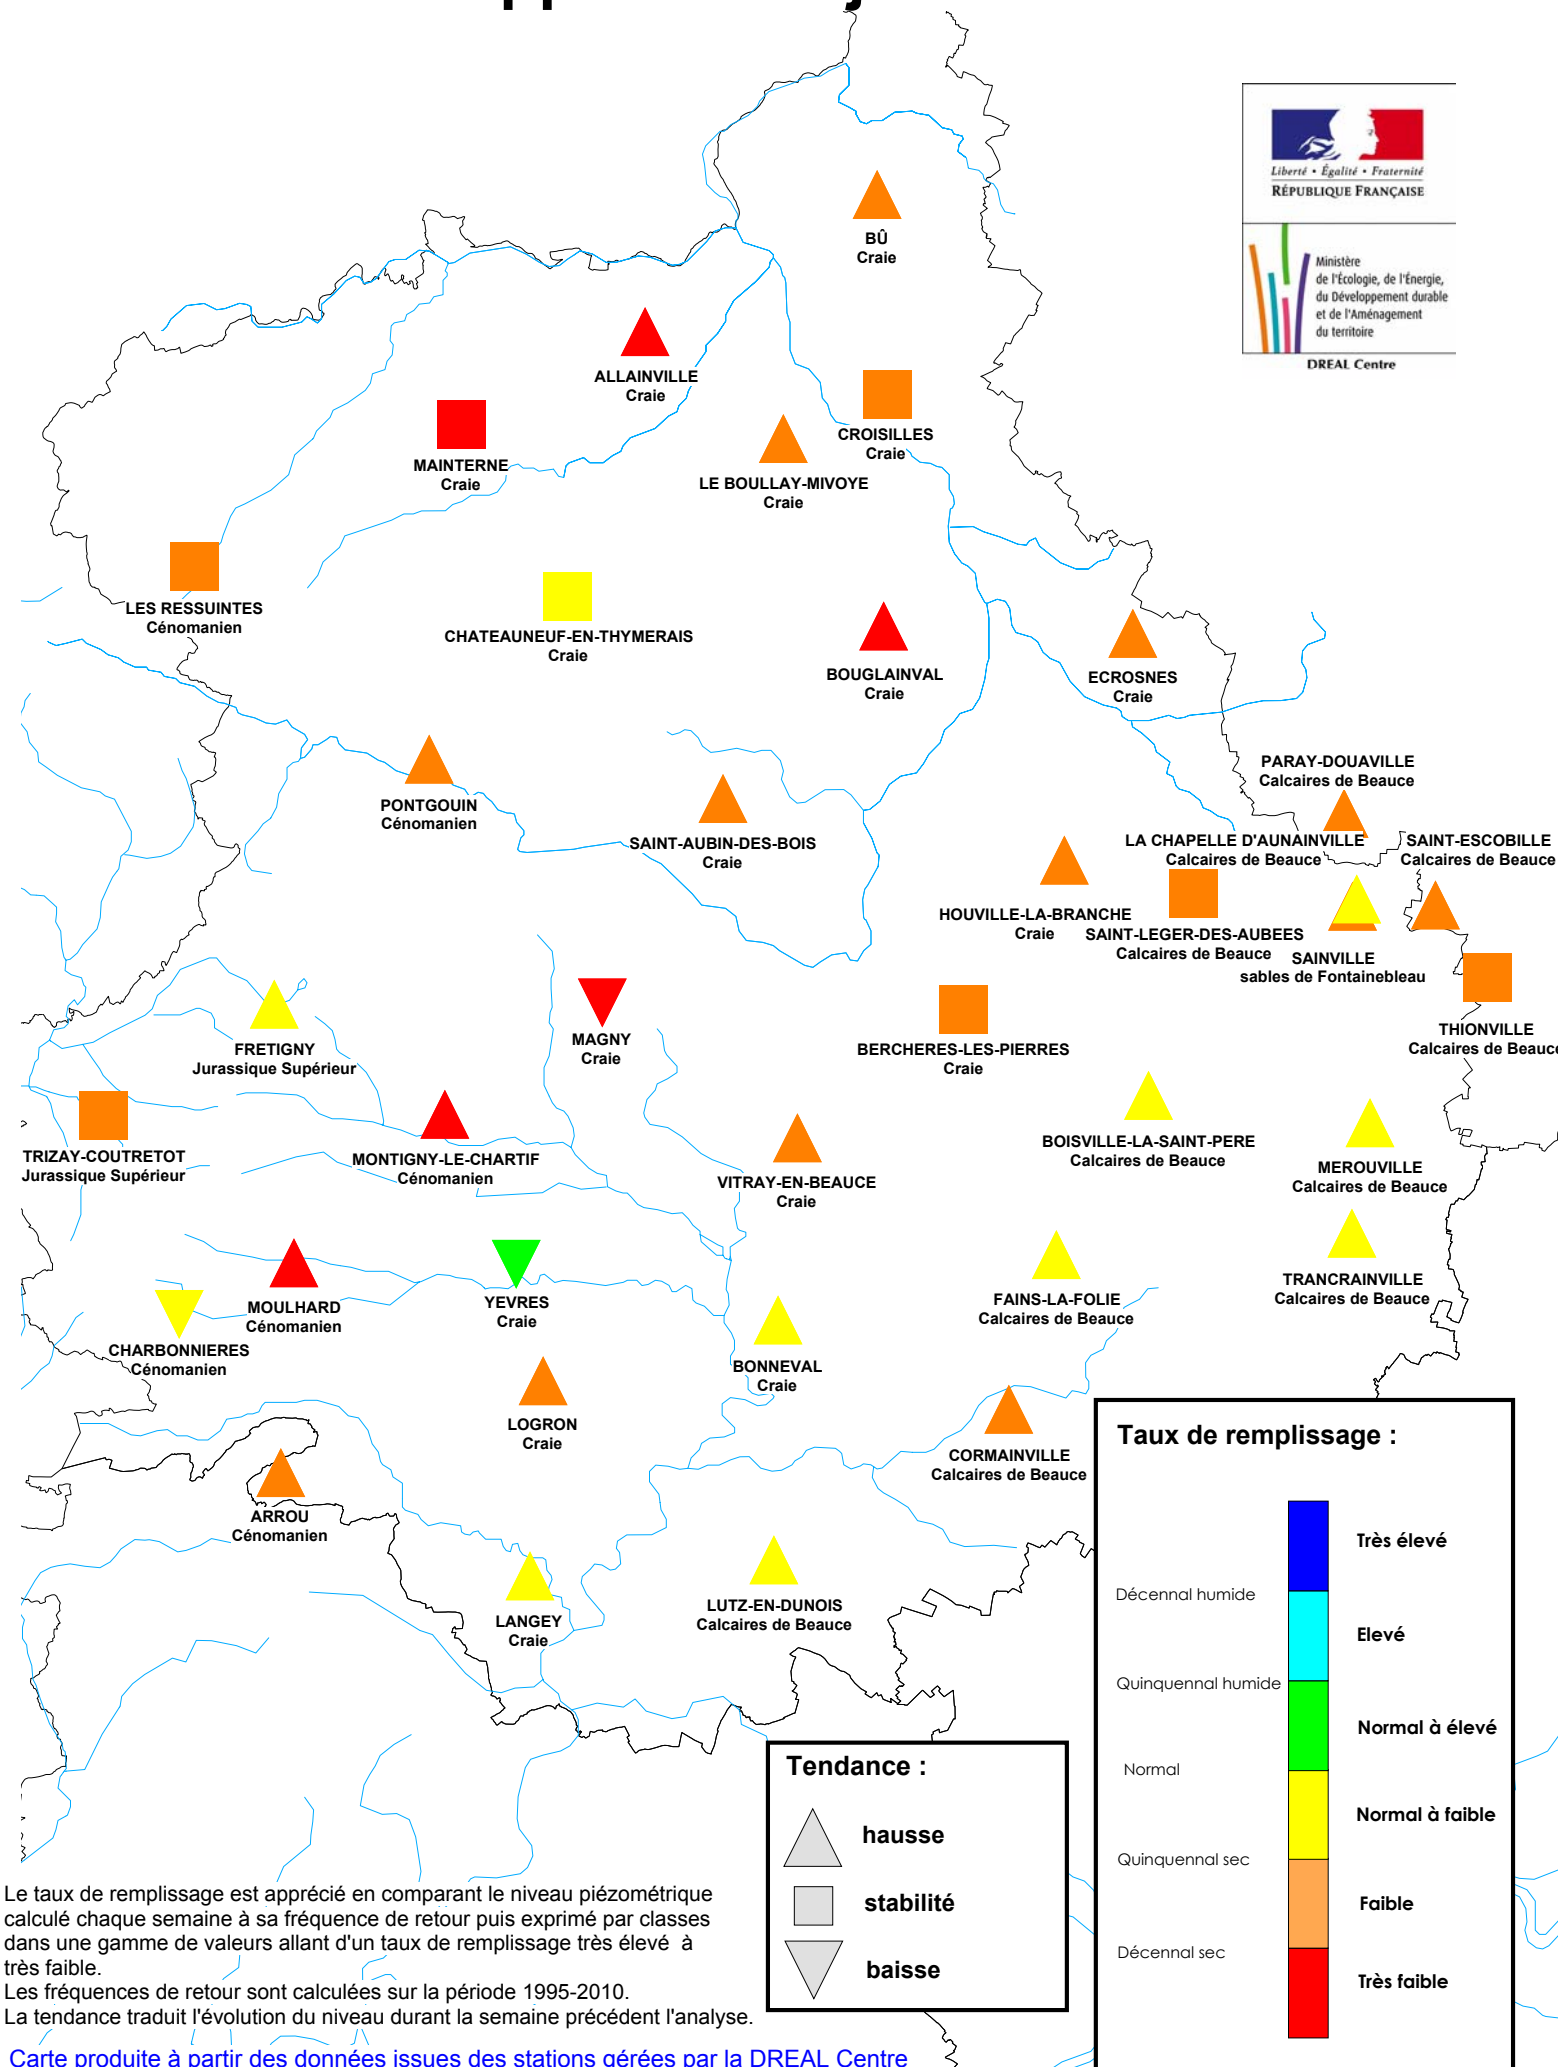 Liberté • Égalité • Fraternité
RÉPUBLIQUE FRANÇAISE
Ministère
de l'Écologie, de l'Énergie,
du Développement durable
et de l'Aménagement
du territoire
DREAL Centre
BÛ
Craie
ALLAINVILLE
Craie
CROISILLES
Craie
MAINTERNE
Craie
LE BOULLAY-MIVOYE
Craie
LES RESSUINTES
Cénomanien
CHATEAUNEUF-EN-THYMERAIS
Craie
BOUGLAINVAL
Craie
ECROSNES
Craie
PARAY-DOUAVILLE
Calcaires de Beauce
PONTGOUIN
Cénomanien
SAINT-AUBIN-DES-BOIS
Craie
LA CHAPELLE D'AUNAINVILLE
Calcaires de Beauce
SAINT-ESCOBILLE
Calcaires de Beauce
HOUVILLE-LA-BRANCHE
Craie
SAINT-LEGER-DES-AUBEES
Calcaires de Beauce
SAINVILLE
sables de Fontainebleau
THIONVILLE
Calcaires de Beauce
FRETIGNY
Jurassique Supérieur
MAGNY
Craie
BERCHERES-LES-PIERRES
Craie
TRIZAY-COUTRETOT
Jurassique Supérieur
MONTIGNY-LE-CHARTIF
Cénomanien
VITRAY-EN-BEAUCE
Craie
BOISVILLE-LA-SAINT-PERE
Calcaires de Beauce
MEROUVILLE
Calcaires de Beauce
TRANCRAINVILLE
Calcaires de Beauce
MOULHARD
Cénomanien
YEVRES
Craie
FAINS-LA-FOLIE
Calcaires de Beauce
CHARBONNIERES
Cénomanien
BONNEVAL
Craie
LOGRON
Craie
CORMAINVILLE
Calcaires de Beauce
ARROU
Cénomanien
LANGEY
Craie
LUTZ-EN-DUNOIS
Calcaires de Beauce
Taux de remplissage :
Très élevé
Décennal humide
Elevé
Quinquennal humide
Normal à élevé
Normal
Normal à faible
Quinquennal sec
Faible
Décennal sec
Très faible
Tendance :
hausse
stabilité
baisse
Le taux de remplissage est apprécié en comparant le niveau piézométrique
calculé chaque semaine à sa fréquence de retour puis exprimé par classes
dans une gamme de valeurs allant d'un taux de remplissage très élevé à
très faible.
Les fréquences de retour sont calculées sur la période 1995-2010.
La tendance traduit l'évolution du niveau durant la semaine précédent l'analyse.
Carte produite à partir des données issues des stations gérées par la DREAL Centre